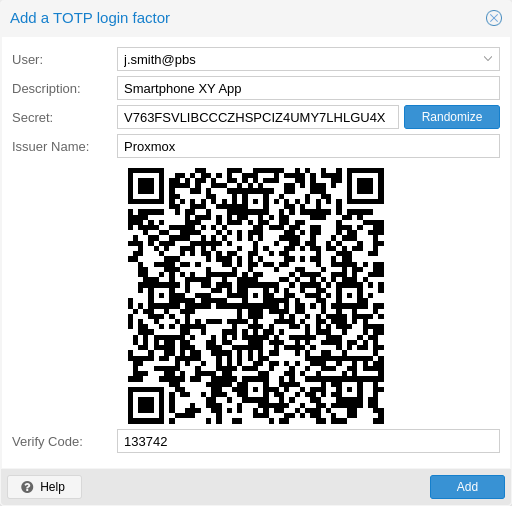 Add a TOTP login factor
User: j.smith@pbs
Description: Smartphone XY App
Secret: V763FSVLIBCCCZHSPCIZ4UMY7LHLGU4X Randomize
Issuer Name: Proxmox
Verify Code: 133742
Help Add